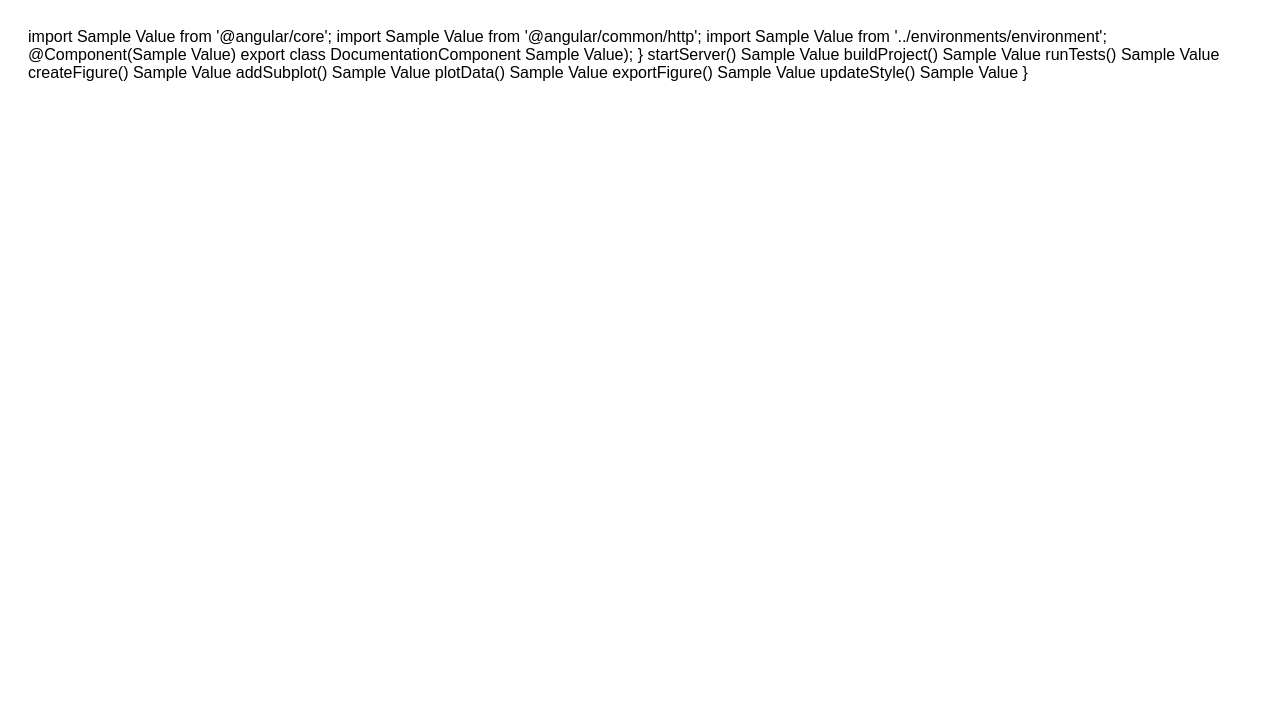 import Sample Value from '@angular/core'; import Sample Value from '@angular/common/http'; import Sample Value from '../environments/environment';
@Component(Sample Value) export class DocumentationComponent Sample Value); } startServer() Sample Value buildProject() Sample Value runTests() Sample Value
createFigure() Sample Value addSubplot() Sample Value plotData() Sample Value exportFigure() Sample Value updateStyle() Sample Value }